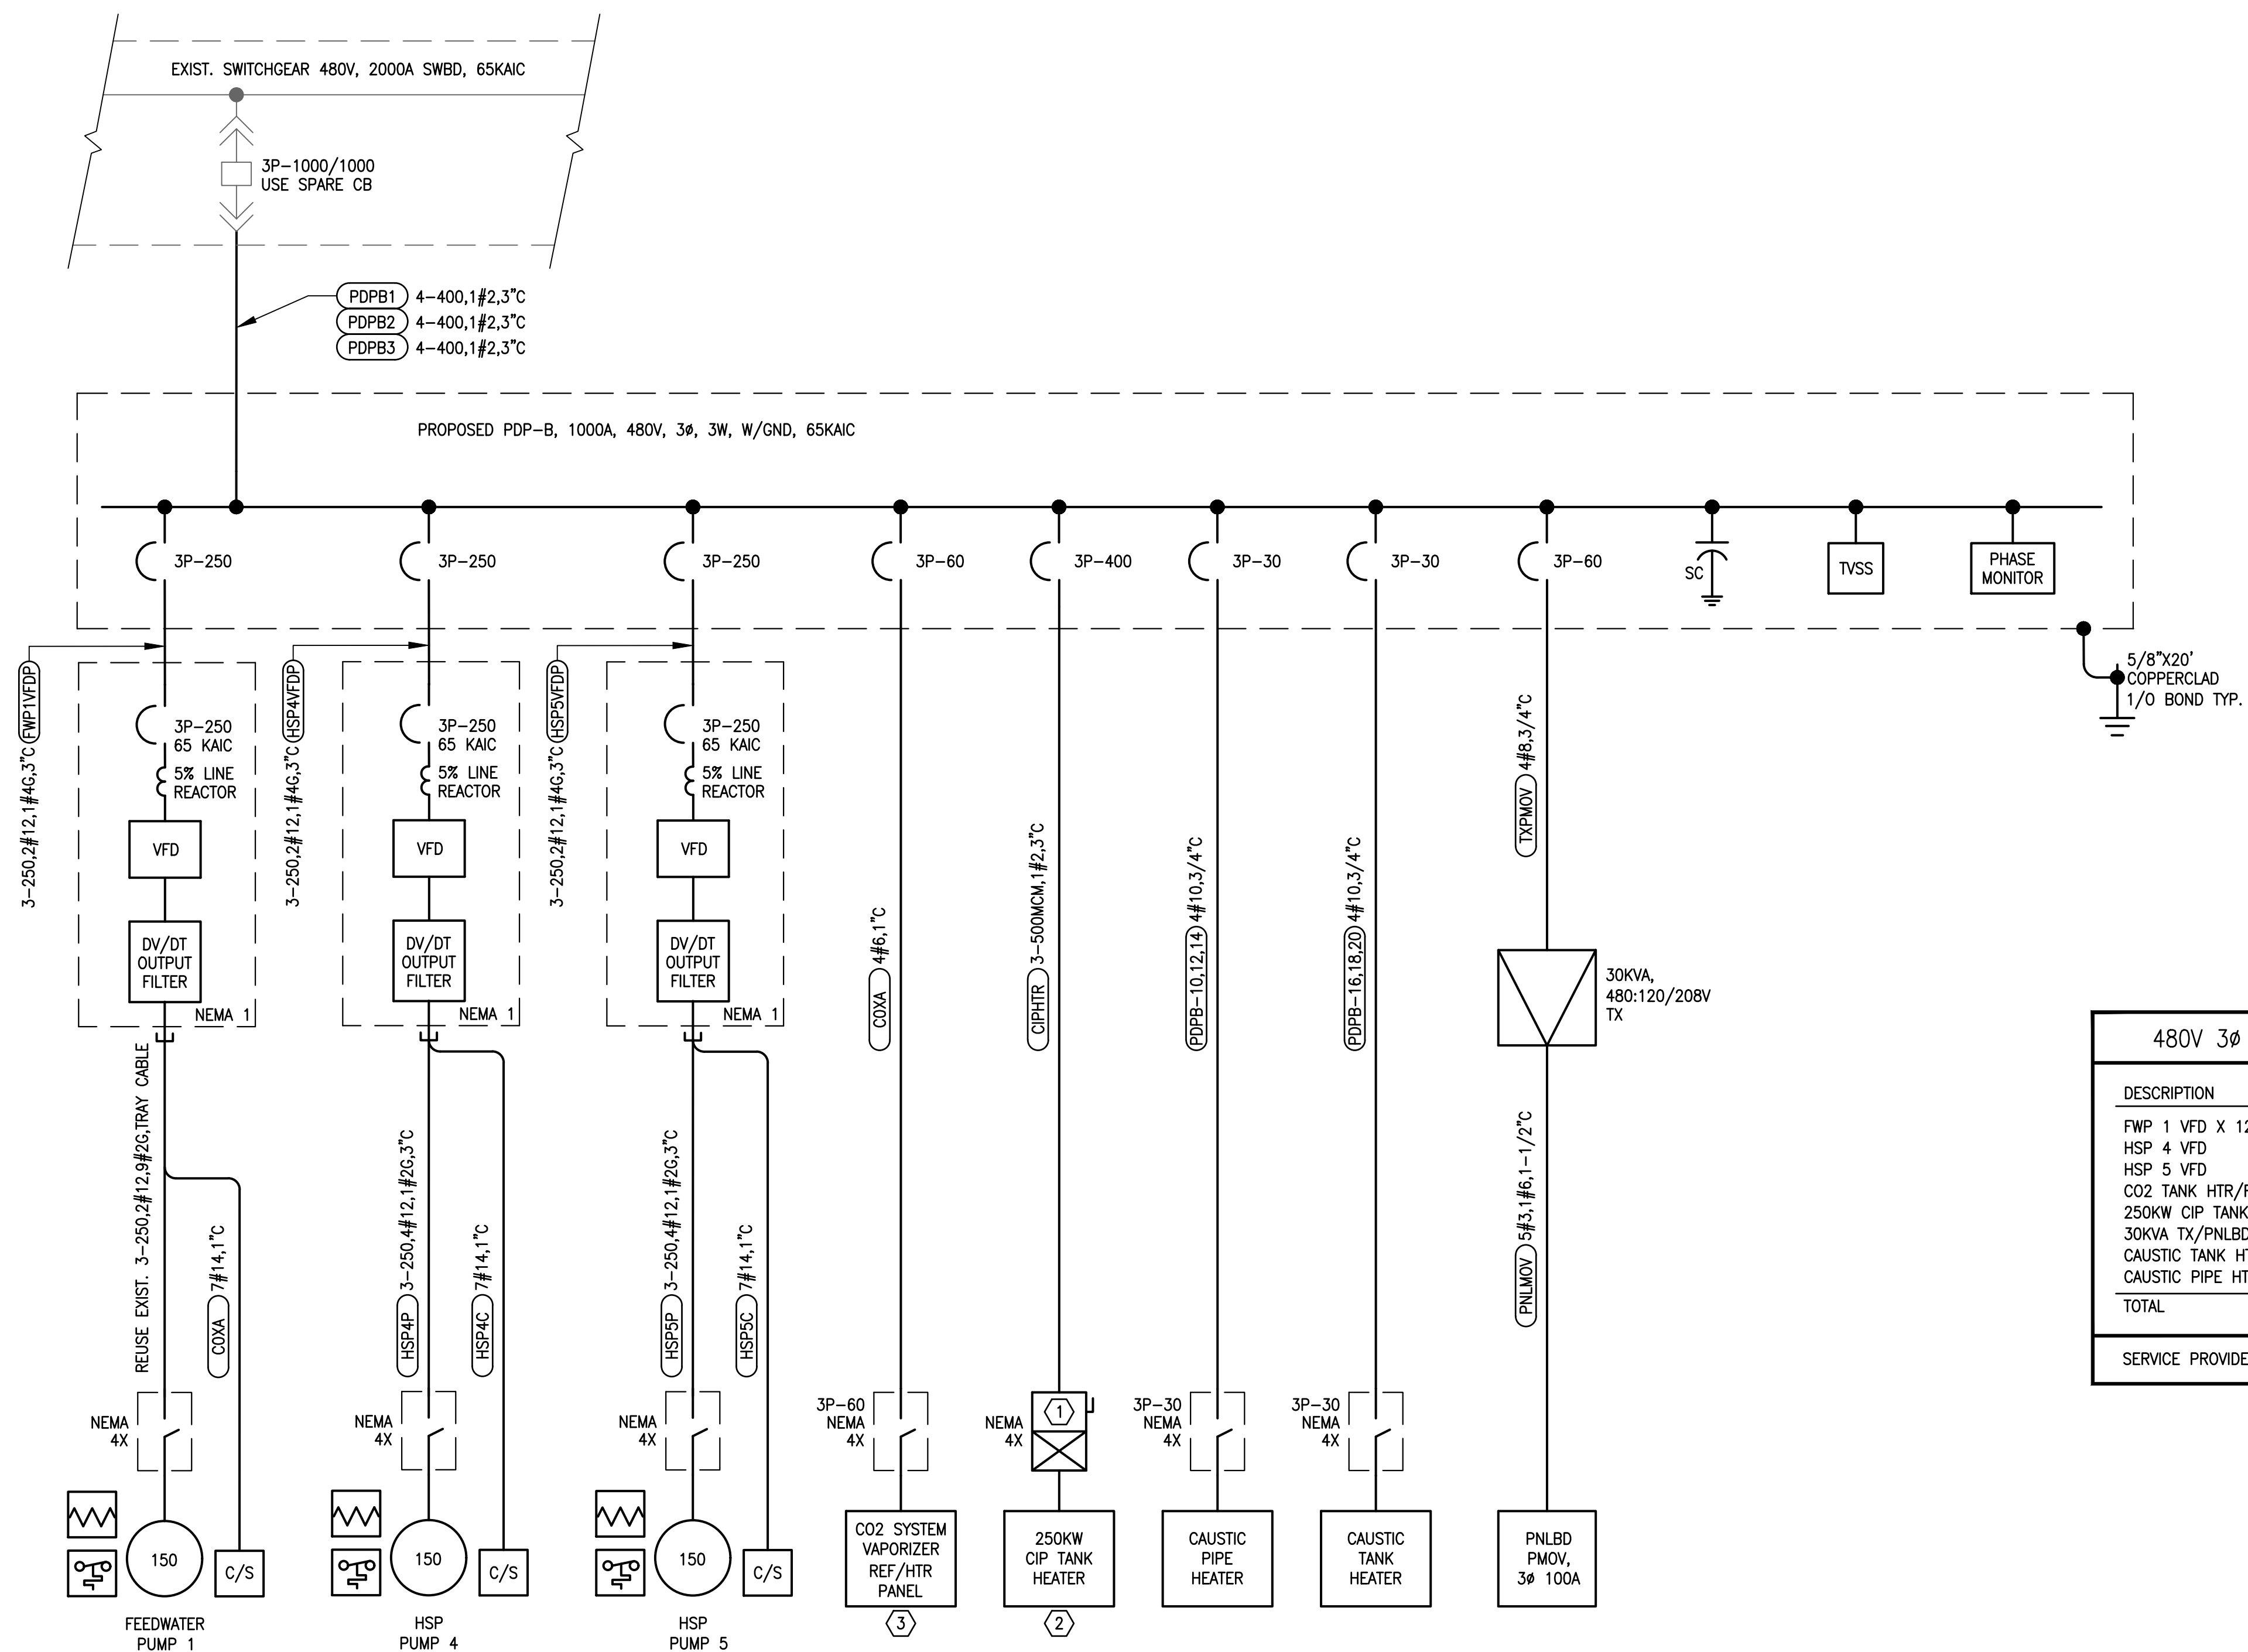 EXIST. SWITCHGEAR 480V, 2000A SWBD, 65KAIC
3P-1000/1000
USE SPARE CB
PDPB1 4-400,1#2,3"C
PDPB2 4-400,1#2,3"C
PDPB3 4-400,1#2,3"C
PROPOSED PDP-B, 1000A, 480V, 3ø, 3W, W/GND, 65KAIC
3P-250
3P-250
3P-250
3P-60
3P-400
3P-30
3P-30
3P-60
SC
TVSS
PHASE
MONITOR
5/8"X20'
COPPERCLAD
1/0 BOND TYP.
3-250,2#12,1#4G,3"C FWP1VFDP
3P-250
65 KAIC
5% LINE
REACTOR
VFD
DV/DT
OUTPUT
FILTER
NEMA 1
3-250,2#12,1#4G,3"C HSP4VFDP
3P-250
65 KAIC
5% LINE
REACTOR
VFD
DV/DT
OUTPUT
FILTER
NEMA 1
3-250,2#12,1#4G,3"C HSP5VFDP
3P-250
65 KAIC
5% LINE
REACTOR
VFD
DV/DT
OUTPUT
FILTER
NEMA 1
REUSE EXIST. 3-250,2#12,9#2G,TRAY CABLE
C0XA 7#14,1"C
HSP4P 3-250,4#12,1#2G,3"C
HSP4C 7#14,1"C
HSP5P 3-250,4#12,1#2G,3"C
HSP5C 7#14,1"C
C0XA 4#6,1"C
CIPHTR 3-500MCM,1#2,3"C
PDPB-10,12,14 4#10,3/4"C
PDPB-16,18,20 4#10,3/4"C
TXPMOV 4#8,3/4"C
30KVA,
480:120/208V
TX
PNLMOV 5#3,1#6,1-1/2"C
NEMA
4X
150
C/S
FEEDWATER
PUMP 1
NEMA
4X
150
C/S
HSP
PUMP 4
NEMA
4X
150
C/S
HSP
PUMP 5
3P-60
NEMA
4X
CO2 SYSTEM
VAPORIZER
REF/HTR
PANEL
3
NEMA
4X
1
250KW
CIP TANK
HEATER
2
3P-30
NEMA
4X
CAUSTIC
PIPE
HEATER
3P-30
NEMA
4X
CAUSTIC
TANK
HEATER
PNLBD
PMOV,
3ø 100A
480V 3ø
DESCRIPTION
FWP 1 VFD X 12
HSP 4 VFD
HSP 5 VFD
CO2 TANK HTR/
250KW CIP TANK
30KVA TX/PNLBD
CAUSTIC TANK HT
CAUSTIC PIPE HT
TOTAL
SERVICE PROVIDE